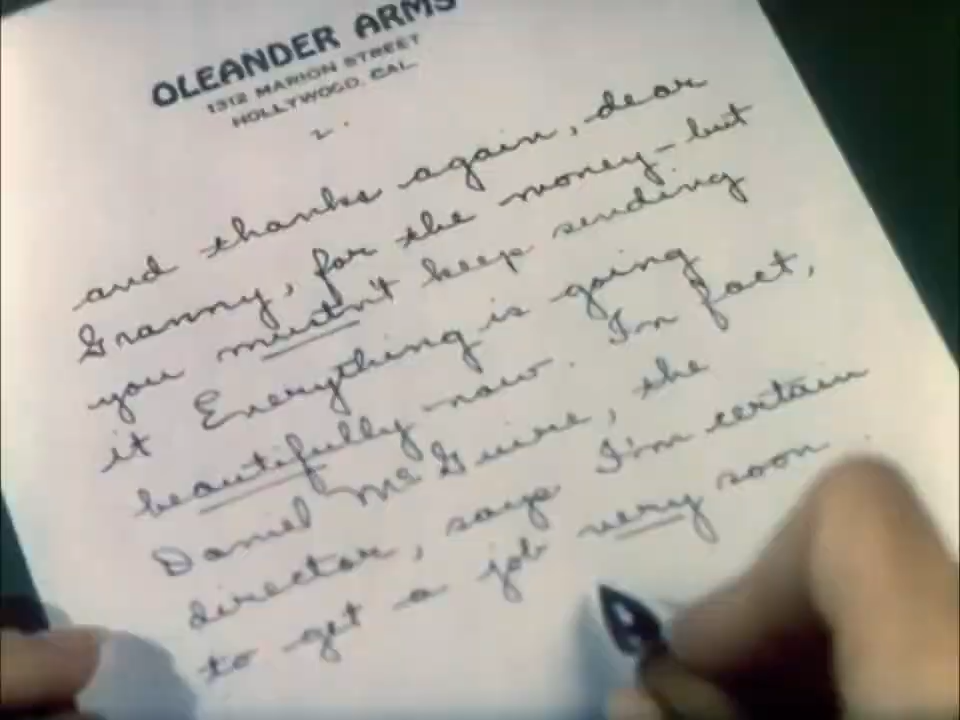 OLEANDER ARMS
1312 MARION STREET
HOLLYWOOD, CAL.
2.
and thanks again, dear
Granny, for the money - but
you mustn't keep sending
it Everything is going
beautifully now. In fact,
Daniel McGuire, the
director, says I'm certain
to get a job very soon.